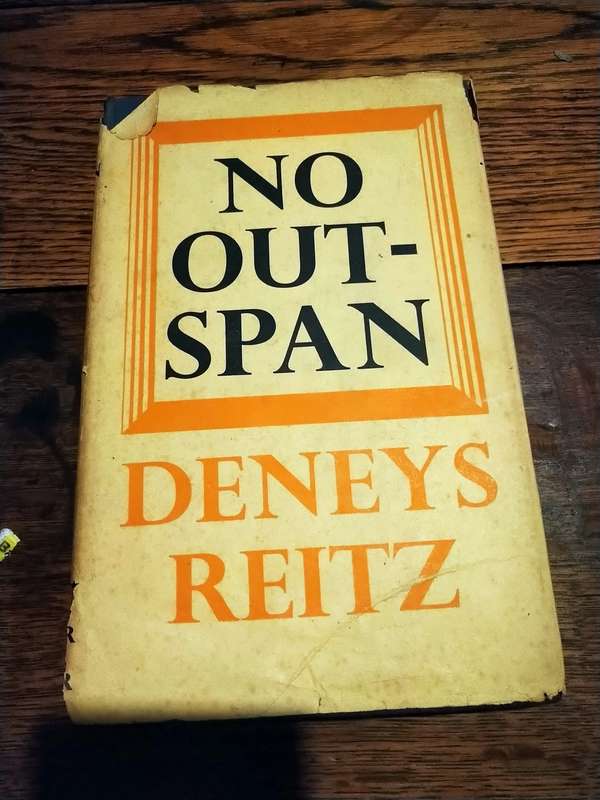 NO
OUT-
SPAN
DENEYS
REITZ